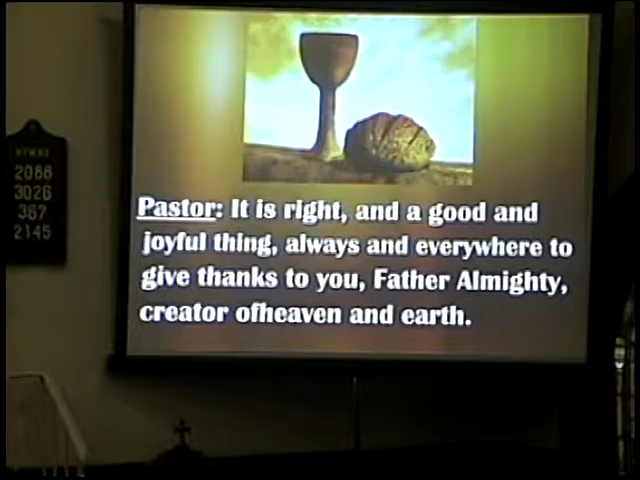 HYMNS
2088
3026
367
2145
Pastor: It is right, and a good and
joyful thing, always and everywhere to
give thanks to you, Father Almighty,
creator ofheaven and earth.